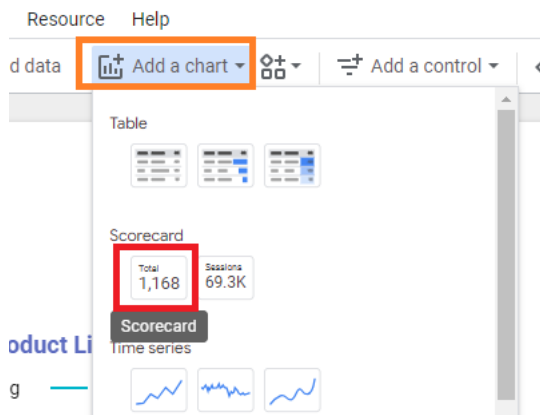 Resource Help
d data Add a chart Add a control
Table
Scorecard
Total
1,168
Sessions
69.3K
Scorecard
oduct Li
Time series
g